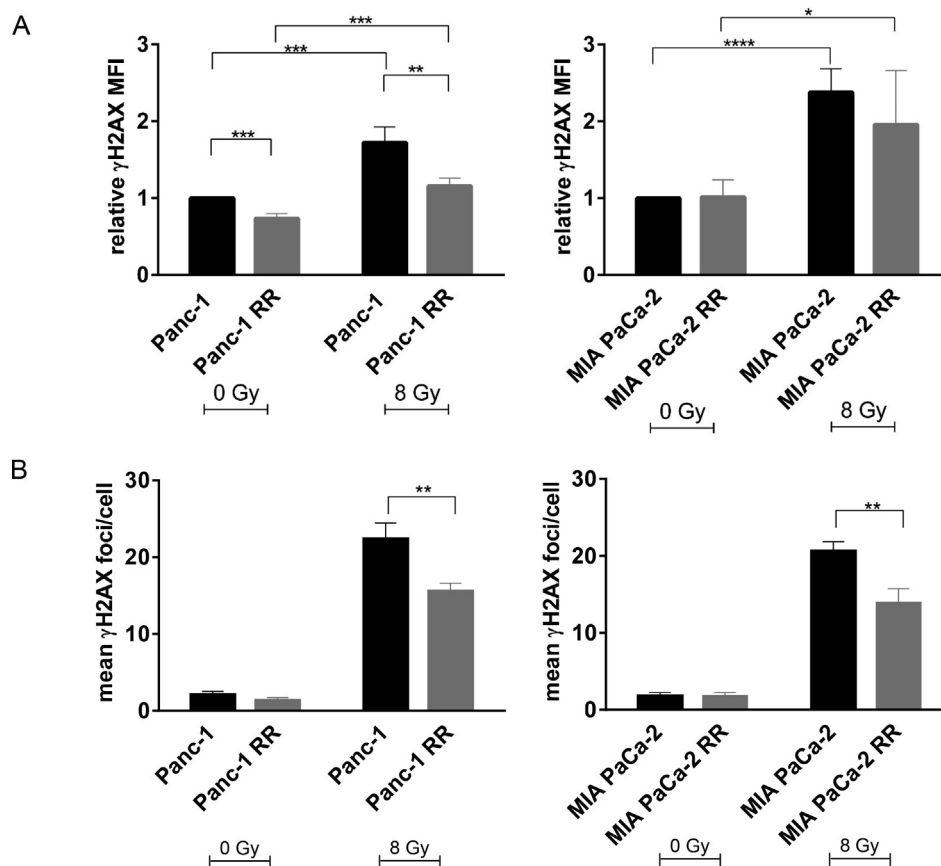 A
relative γH2AX MFI
3
2
1
0
***
***
***
**
Panc-1
Panc-1 RR
Panc-1
Panc-1 RR
0 Gy
8 Gy
relative γH2AX MFI
3
2
1
0
*
****
MIA PaCa-2
MIA PaCa-2 RR
MIA PaCa-2
MIA PaCa-2 RR
0 Gy
8 Gy
B
mean γH2AX foci/cell
30
20
10
0
**
Panc-1
Panc-1 RR
Panc-1
Panc-1 RR
0 Gy
8 Gy
mean γH2AX foci/cell
30
20
10
0
**
MIA PaCa-2
MIA PaCa-2 RR
MIA PaCa-2
MIA PaCa-2 RR
0 Gy
8 Gy